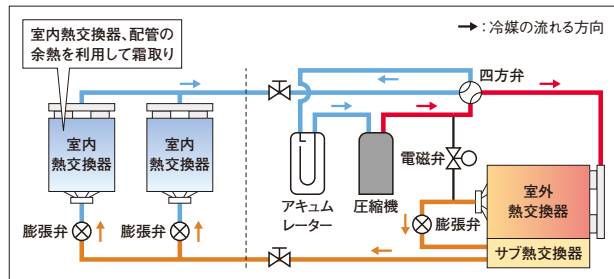 室内熱交換器、配管の
余熱を利用して霜取り
：冷媒の流れる方向
四方弁
室内
熱交換器
室内
熱交換器
電磁弁
アキュム
レーター
圧縮機
室外
熱交換器
膨張弁
膨張弁
膨張弁
サブ熱交換器